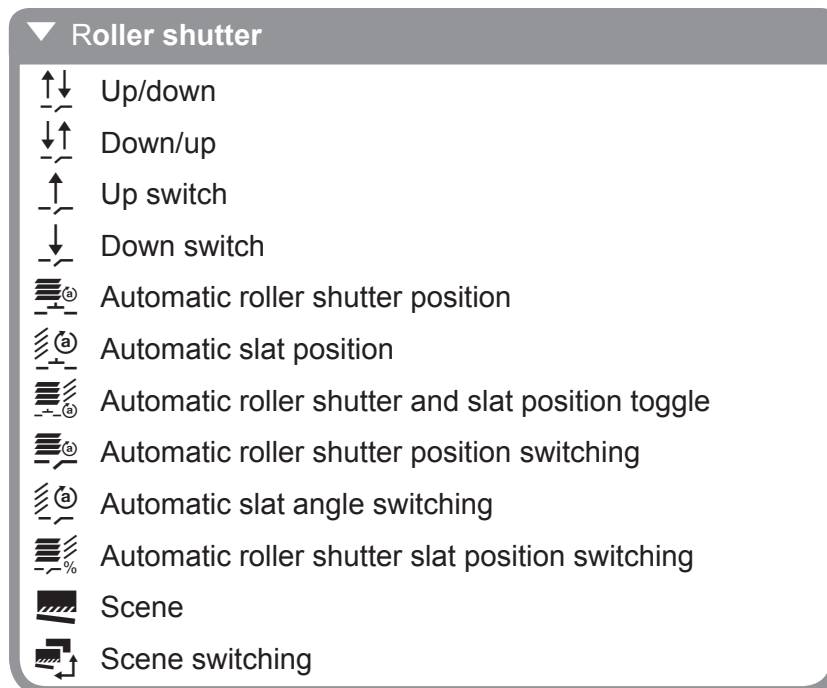 Roller shutter
Up/down
Down/up
Up switch
Down switch
Automatic roller shutter position
Automatic slat position
Automatic roller shutter and slat position toggle
Automatic roller shutter position switching
Automatic slat angle switching
Automatic roller shutter slat position switching
Scene
Scene switching